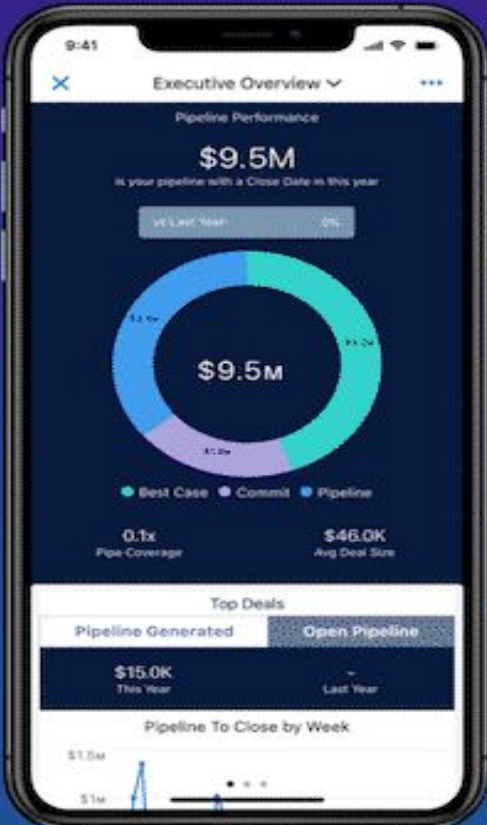 9:41
Executive Overview
Pipeline Performance
$9.5M
is your pipeline with a Close Date in this year
vs Last Year 0%
$9.5M
Best Case Commit Pipeline
0.1x $46.0K
Pipe Coverage Avg Deal Size
Top Deals
Pipeline Generated Open Pipeline
$15.0K -
This Year Last Year
Pipeline To Close by Week
$1.5M
$1M